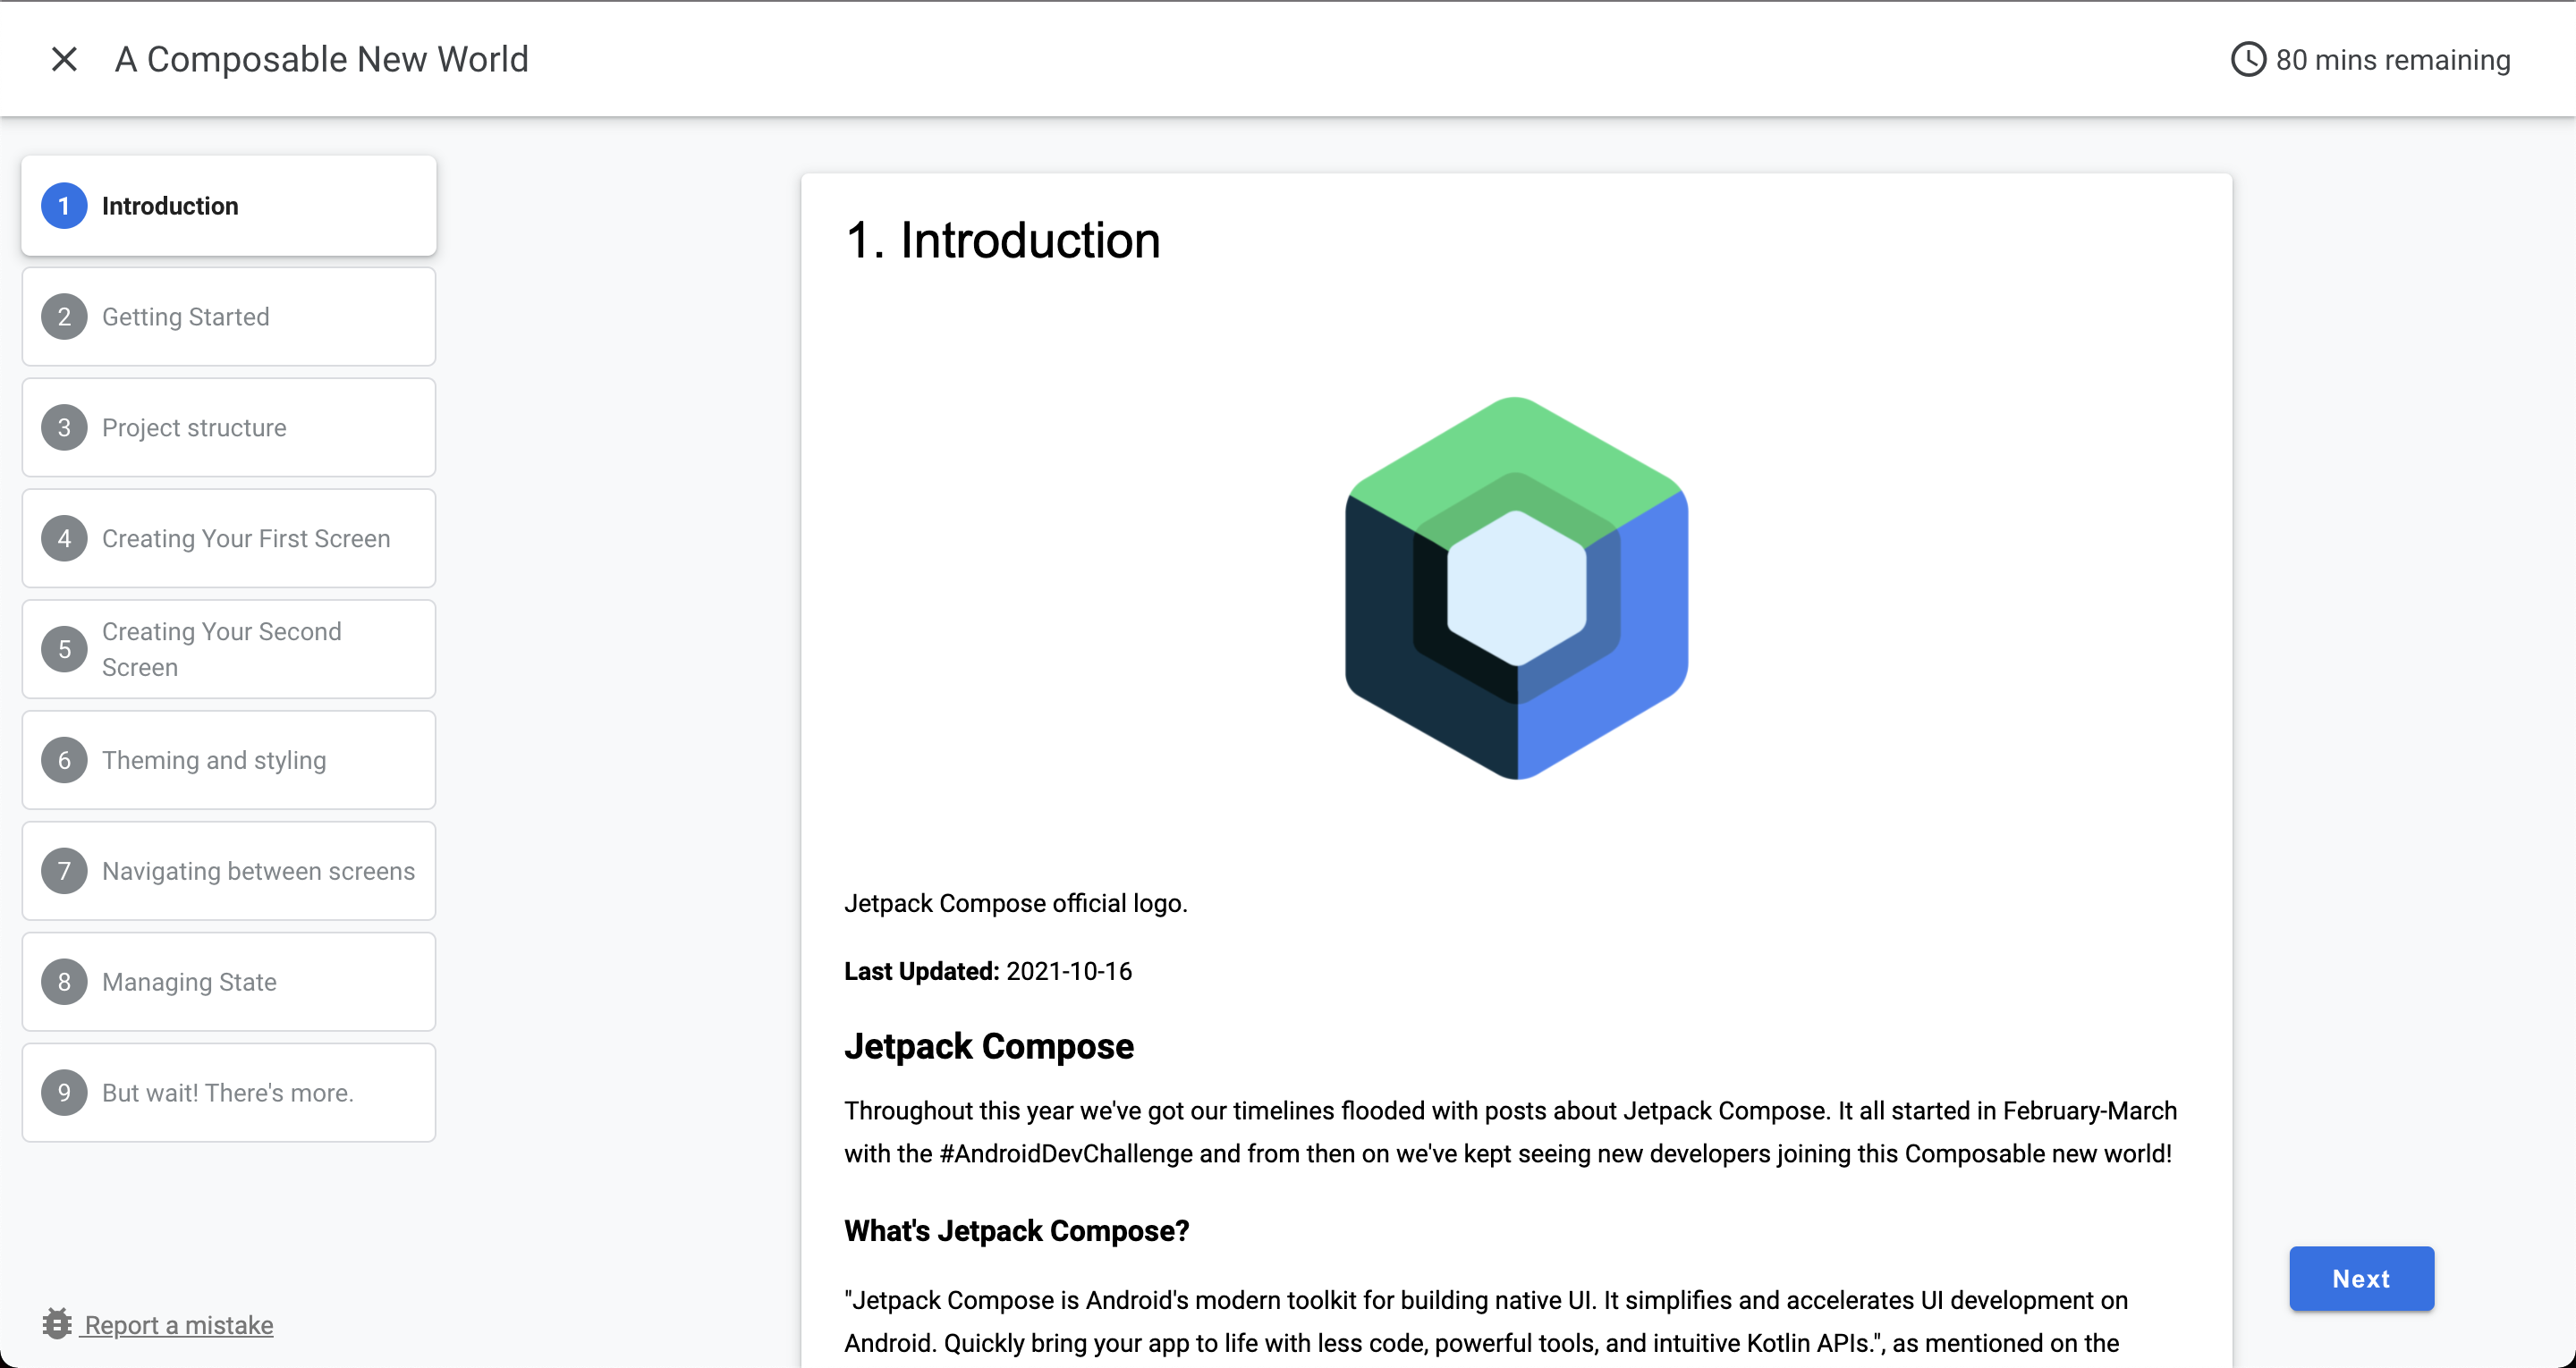 A Composable New World
80 mins remaining
1 Introduction
2 Getting Started
3 Project structure
4 Creating Your First Screen
5 Creating Your Second
Screen
6 Theming and styling
7 Navigating between screens
8 Managing State
9 But wait! There's more.
Report a mistake
1. Introduction
Jetpack Compose official logo.
Last Updated: 2021-10-16
Jetpack Compose
Throughout this year we've got our timelines flooded with posts about Jetpack Compose. It all started in February-March
with the #AndroidDevChallenge and from then on we've kept seeing new developers joining this Composable new world!
What's Jetpack Compose?
"Jetpack Compose is Android's modern toolkit for building native UI. It simplifies and accelerates UI development on
Android. Quickly bring your app to life with less code, powerful tools, and intuitive Kotlin APIs.", as mentioned on the
Next